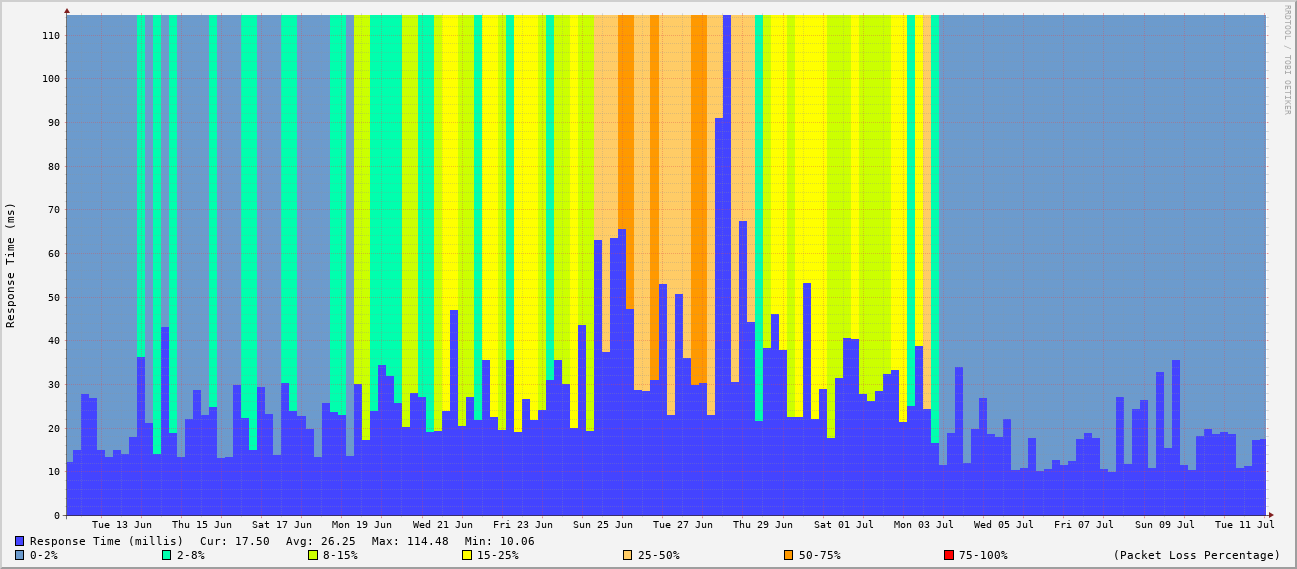 RRDTOOL / TOBI OETIKER
Response Time (ms)
110
100
90
80
70
60
50
40
30
20
10
0
Tue 13 Jun Thu 15 Jun Sat 17 Jun Mon 19 Jun Wed 21 Jun Fri 23 Jun Sun 25 Jun Tue 27 Jun Thu 29 Jun Sat 01 Jul Mon 03 Jul Wed 05 Jul Fri 07 Jul Sun 09 Jul Tue 11 Jul
Response Time (millis) Cur: 17.50 Avg: 26.25 Max: 114.48 Min: 10.06
0-2% 2-8% 8-15% 15-25% 25-50% 50-75% 75-100% (Packet Loss Percentage)